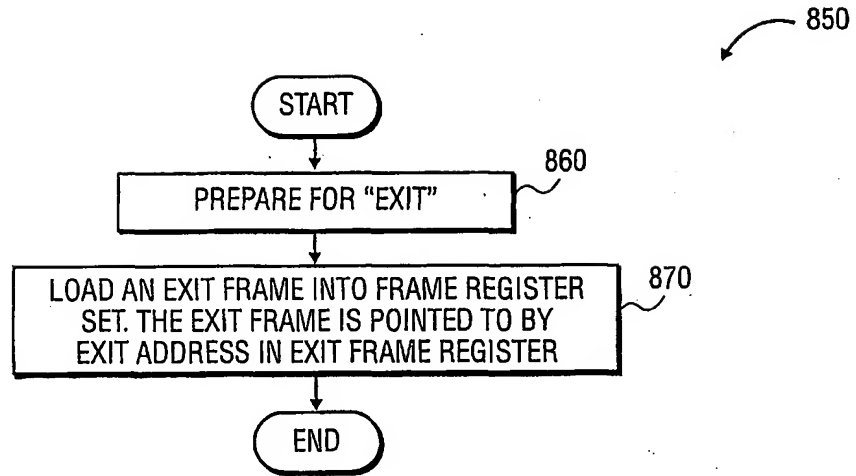 850
START
860
PREPARE FOR “EXIT”
870
LOAD AN EXIT FRAME INTO FRAME REGISTER
SET. THE EXIT FRAME IS POINTED TO BY
EXIT ADDRESS IN EXIT FRAME REGISTER
END